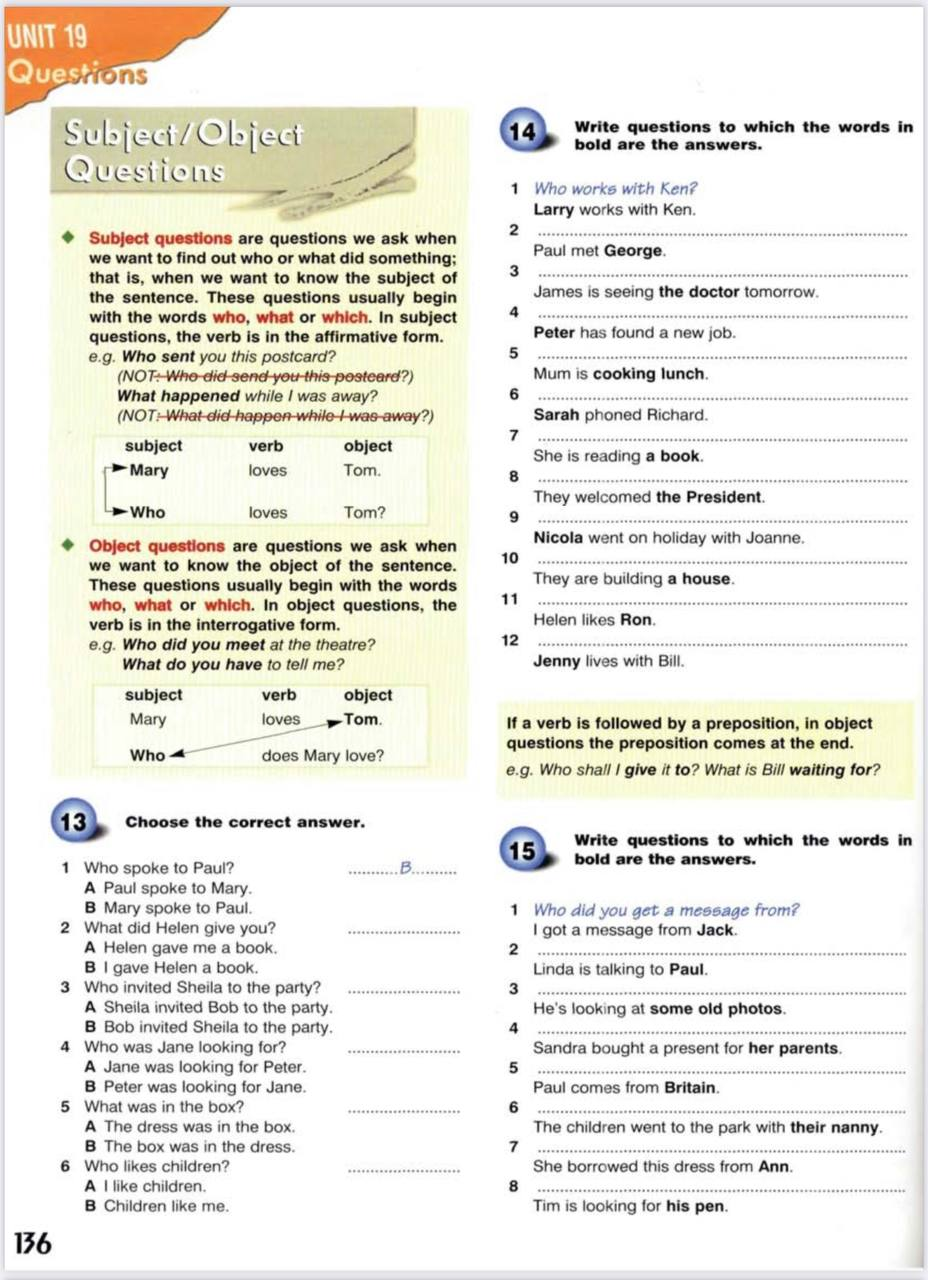 UNIT 19
Questions
Subject/Object
Questions
Subject questions are questions we ask when
we want to find out who or what did something;
that is, when we want to know the subject of
the sentence. These questions usually begin
with the words who, what or which. In subject
questions, the verb is in the affirmative form.
e.g. Who sent you this postcard?
(NOT: Who did send you this postcard?)
What happened while I was away?
(NOT: What did happen while I was away?)
subject verb object
Mary loves Tom.
Who loves Tom?
Object questions are questions we ask when
we want to know the object of the sentence.
These questions usually begin with the words
who, what or which. In object questions, the
verb is in the interrogative form.
e.g. Who did you meet at the theatre?
What do you have to tell me?
subject verb object
Mary loves Tom.
Who does Mary love?
13 Choose the correct answer.
1 Who spoke to Paul? ...........B..........
A Paul spoke to Mary.
B Mary spoke to Paul.
2 What did Helen give you? ........................
A Helen gave me a book.
B I gave Helen a book.
3 Who invited Sheila to the party? ........................
A Sheila invited Bob to the party.
B Bob invited Sheila to the party.
4 Who was Jane looking for? ........................
A Jane was looking for Peter.
B Peter was looking for Jane.
5 What was in the box? ........................
A The dress was in the box.
B The box was in the dress.
6 Who likes children? ........................
A I like children.
B Children like me.
136
14 Write questions to which the words in
bold are the answers.
1 Who works with Ken?
Larry works with Ken.
2 ................................................................
Paul met George.
3 ................................................................
James is seeing the doctor tomorrow.
4 ................................................................
Peter has found a new job.
5 ................................................................
Mum is cooking lunch.
6 ................................................................
Sarah phoned Richard.
7 ................................................................
She is reading a book.
8 ................................................................
They welcomed the President.
9 ................................................................
Nicola went on holiday with Joanne.
10 ................................................................
They are building a house.
11 ................................................................
Helen likes Ron.
12 ................................................................
Jenny lives with Bill.
If a verb is followed by a preposition, in object
questions the preposition comes at the end.
e.g. Who shall I give it to? What is Bill waiting for?
15 Write questions to which the words in
bold are the answers.
1 Who did you get a message from?
I got a message from Jack.
2 ................................................................
Linda is talking to Paul.
3 ................................................................
He's looking at some old photos.
4 ................................................................
Sandra bought a present for her parents.
5 ................................................................
Paul comes from Britain.
6 ................................................................
The children went to the park with their nanny.
7 ................................................................
She borrowed this dress from Ann.
8 ................................................................
Tim is looking for his pen.